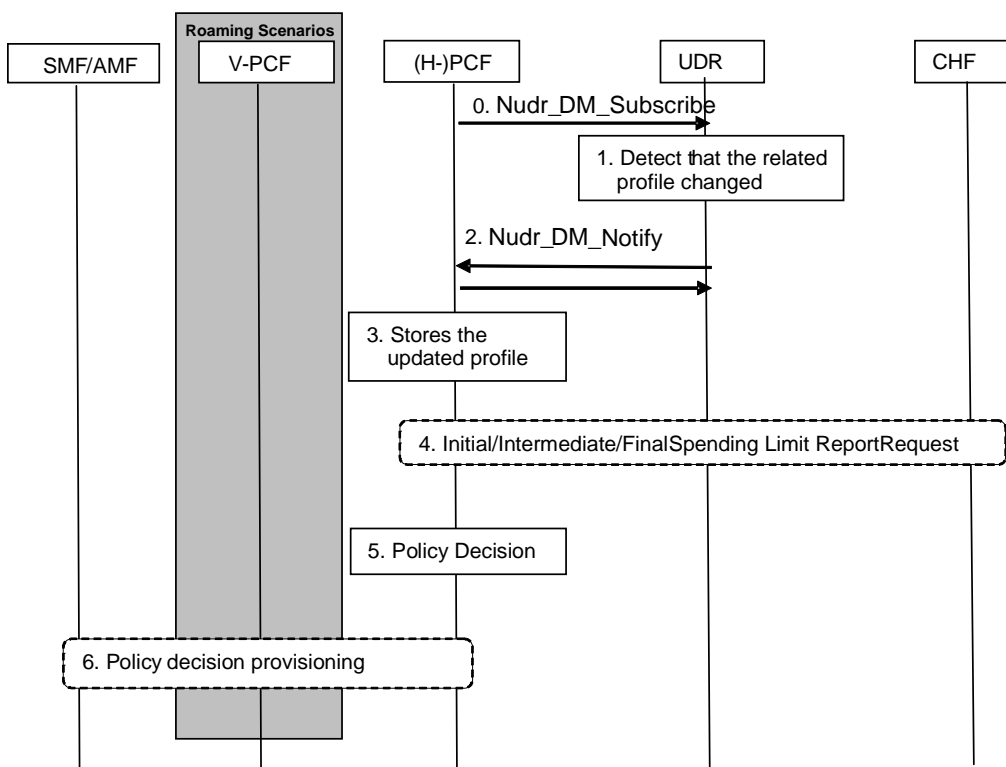 Roaming Scenarios
SMF/AMF
V-PCF
(H-)PCF
UDR
CHF
0. Nudr_DM_Subscribe
1. Detect that the related
profile changed
2. Nudr_DM_Notify
3. Stores the
updated profile
4. Initial/Intermediate/FinalSpending Limit ReportRequest
5. Policy Decision
6. Policy decision provisioning